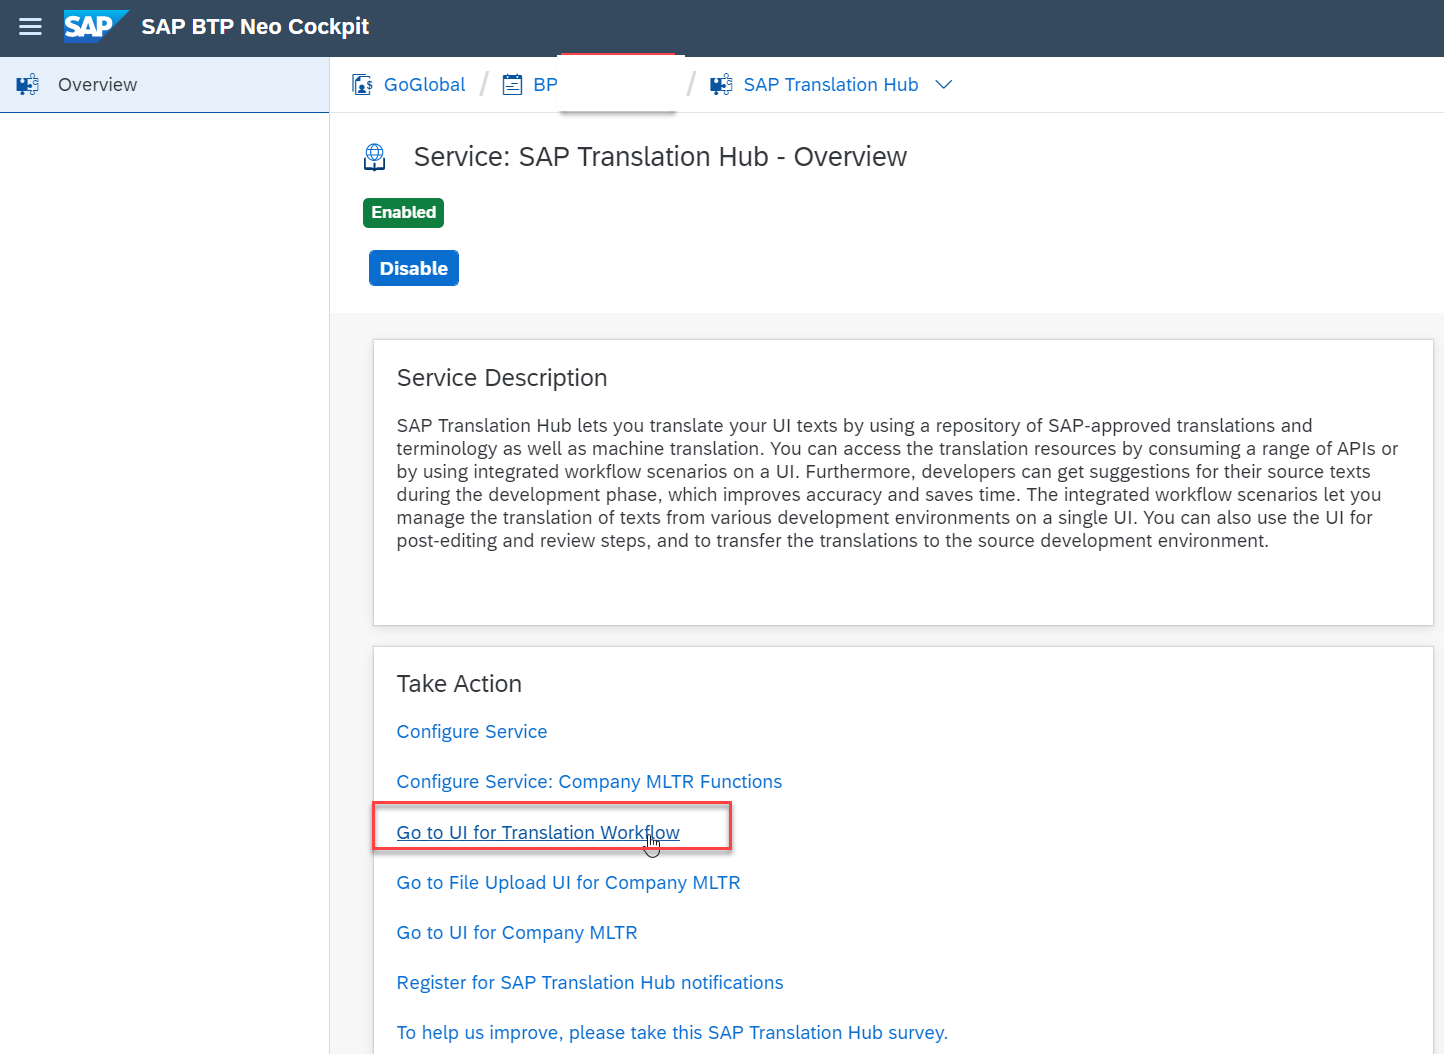 SAP SAP BTP Neo Cockpit
Overview
GoGlobal / BP / SAP Translation Hub
Service: SAP Translation Hub - Overview
Enabled
Disable
Service Description
SAP Translation Hub lets you translate your UI texts by using a repository of SAP-approved translations and
terminology as well as machine translation. You can access the translation resources by consuming a range of APIs or
by using integrated workflow scenarios on a UI. Furthermore, developers can get suggestions for their source texts
during the development phase, which improves accuracy and saves time. The integrated workflow scenarios let you
manage the translation of texts from various development environments on a single UI. You can also use the UI for
post-editing and review steps, and to transfer the translations to the source development environment.
Take Action
Configure Service
Configure Service: Company MLTR Functions
Go to UI for Translation Workflow
Go to File Upload UI for Company MLTR
Go to UI for Company MLTR
Register for SAP Translation Hub notifications
To help us improve, please take this SAP Translation Hub survey.